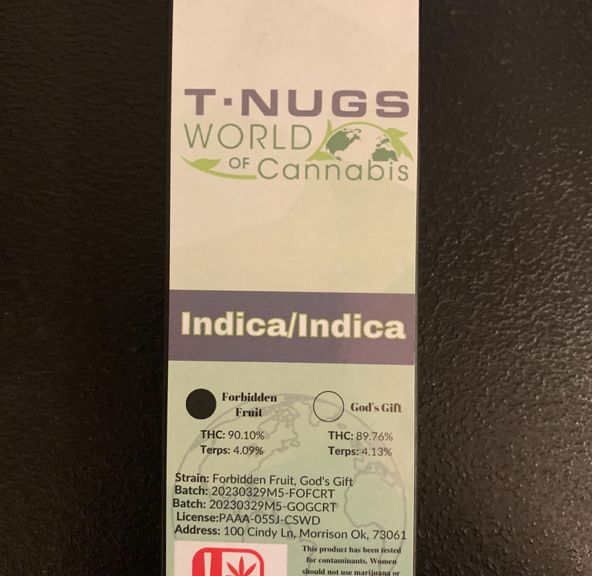 T·NUGS
WORLD
OF Cannabis
Indica/Indica
Forbidden
Fruit
THC: 90.10%
Terps: 4.09%
God's Gift
THC: 89.76%
Terps: 4.13%
Strain: Forbidden Fruit, God's Gift
Batch: 20230329M5-FOFCRT
Batch: 20230329M5-GOGCRT
License:PAAA-05SJ-CSWD
Address: 100 Cindy Ln, Morrison Ok, 73061
This product has been tested
for contaminants. Women
should not use marijuana or